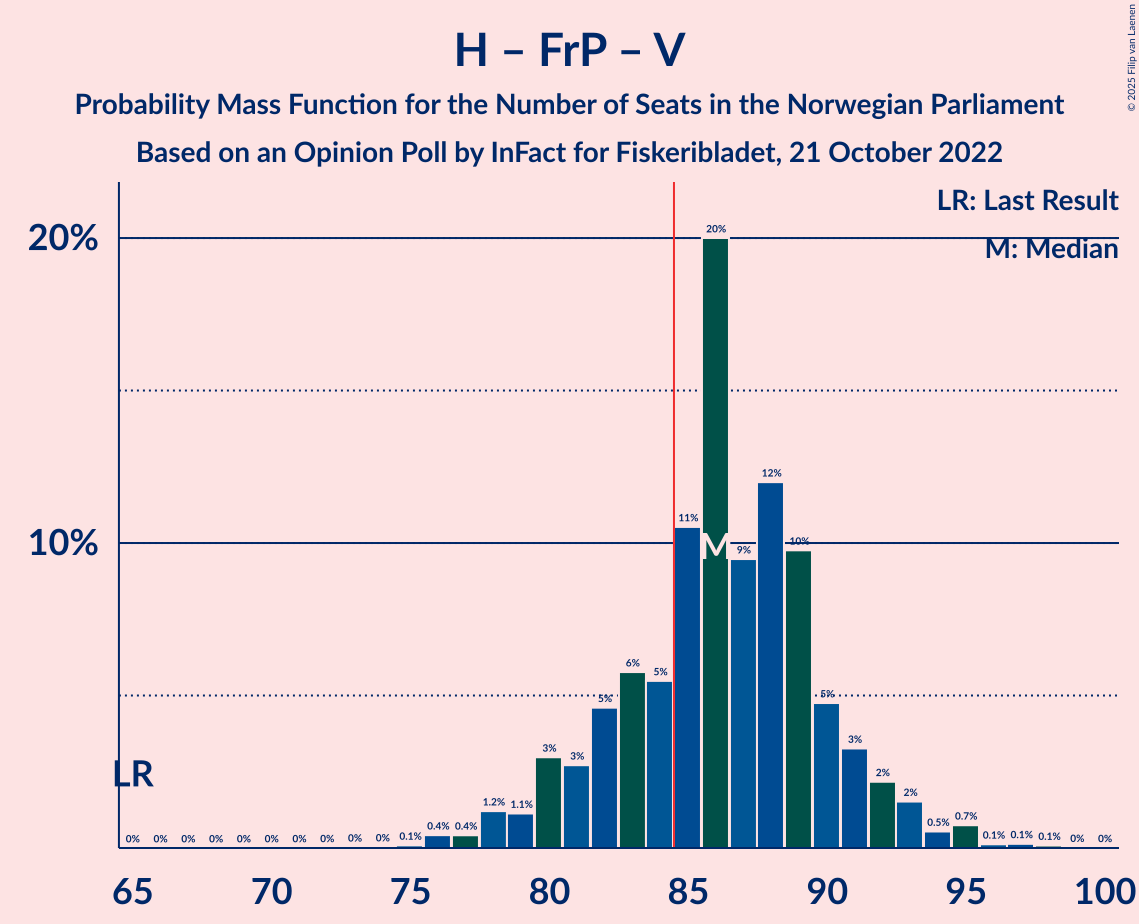 H – FrP – V
Probability Mass Function for the Number of Seats in the Norwegian Parliament
Based on an Opinion Poll by InFact for Fiskeribladet, 21 October 2022
© 2025 Filip van Laenen
LR: Last Result
M: Median
20%
10%
LR
M
0% 0% 0% 0% 0% 0% 0% 0% 0% 0% 0.1% 0.4% 0.4% 1.2% 1.1% 3% 3% 5% 6% 5% 11% 20% 9% 12% 10% 5% 3% 2% 2% 0.5% 0.7% 0.1% 0.1% 0.1% 0% 0%
65 70 75 80 85 90 95 100